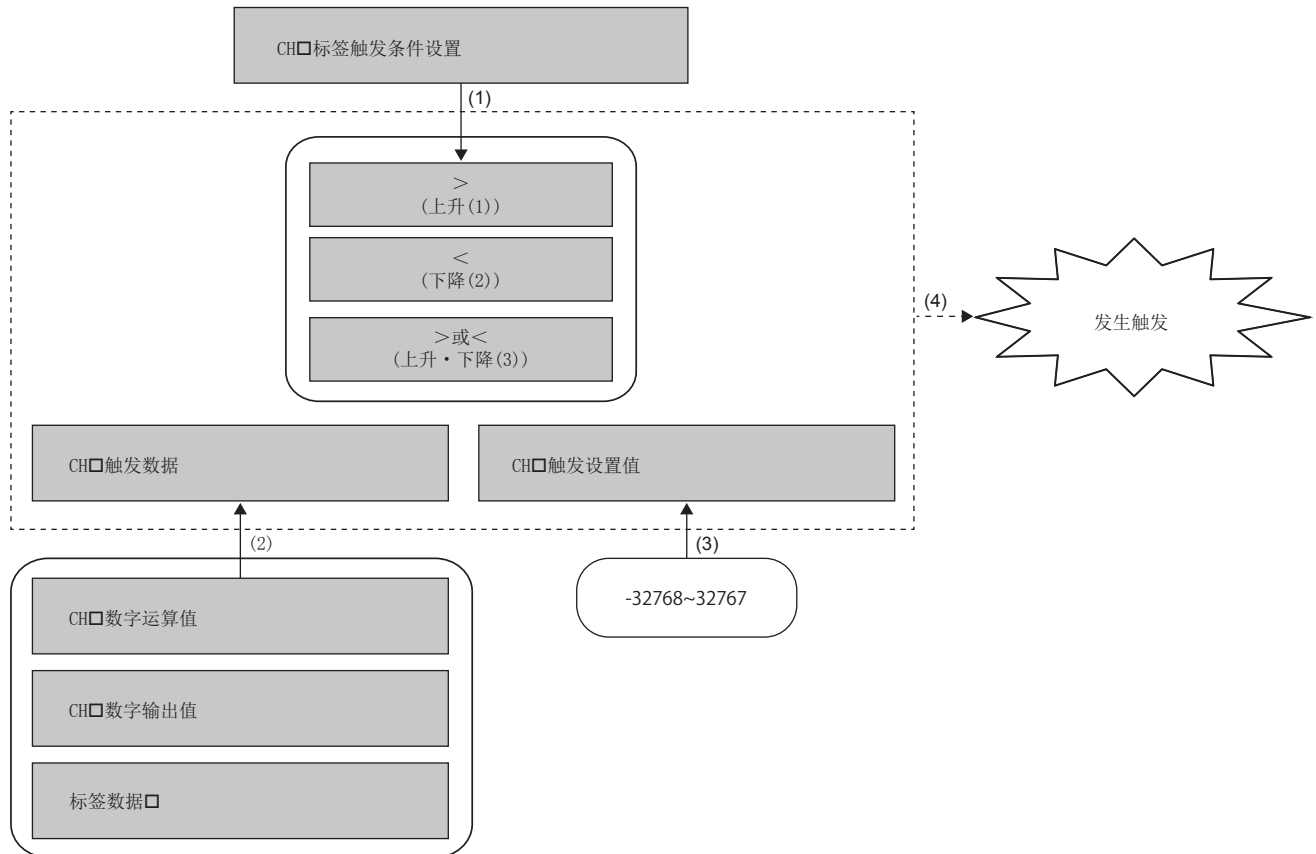 CH□标签触发条件设置
(1)
＞
(上升(1))
＜
(下降(2))
＞或＜
(上升・下降(3))
(4)
发生触发
CH□触发数据
CH□触发设置值
(2)
(3)
CH□数字运算值
-32768~32767
CH□数字输出值
标签数据□